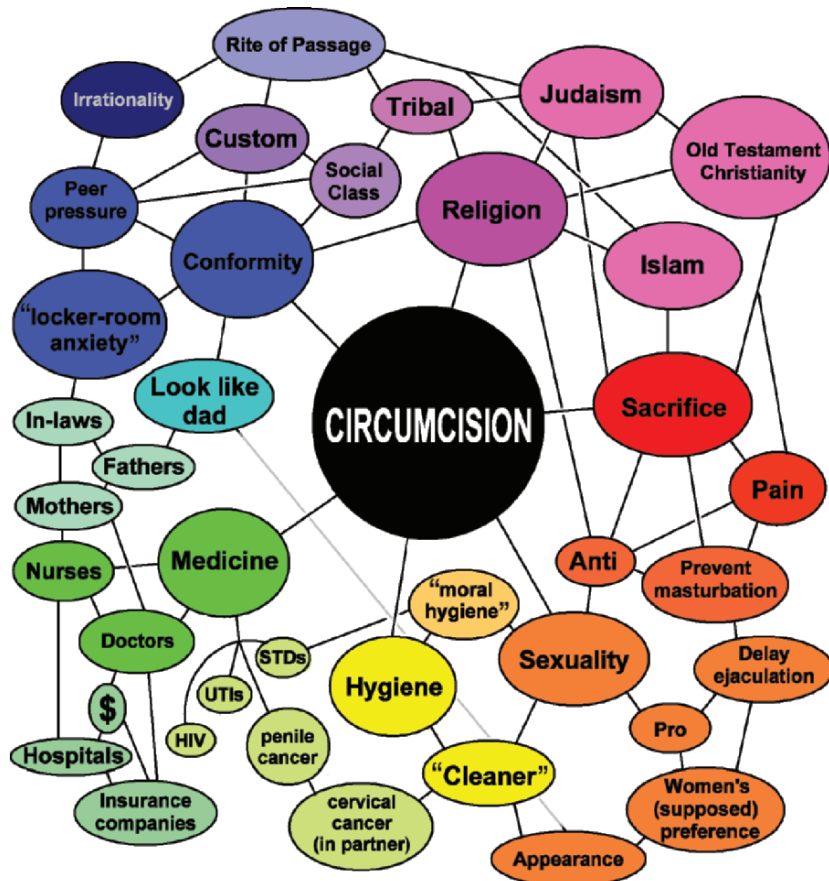 Rite of Passage
Irrationality
Judaism
Tribal
Custom
Old Testament
Christianity
Social
Class
Peer
pressure
Religion
Conformity
Islam
“locker-room
anxiety”
Look like
dad
CIRCUMCISION
Sacrifice
In-laws
Fathers
Mothers
Pain
Medicine
Anti
Nurses
Prevent
masturbation
“moral
hygiene”
Doctors
STDs
Sexuality
Delay
ejaculation
Hygiene
UTIs
$
HIV
penile
cancer
Pro
Hospitals
“Cleaner”
Insurance
companies
cervical
cancer
(in partner)
Women's
(supposed)
preference
Appearance